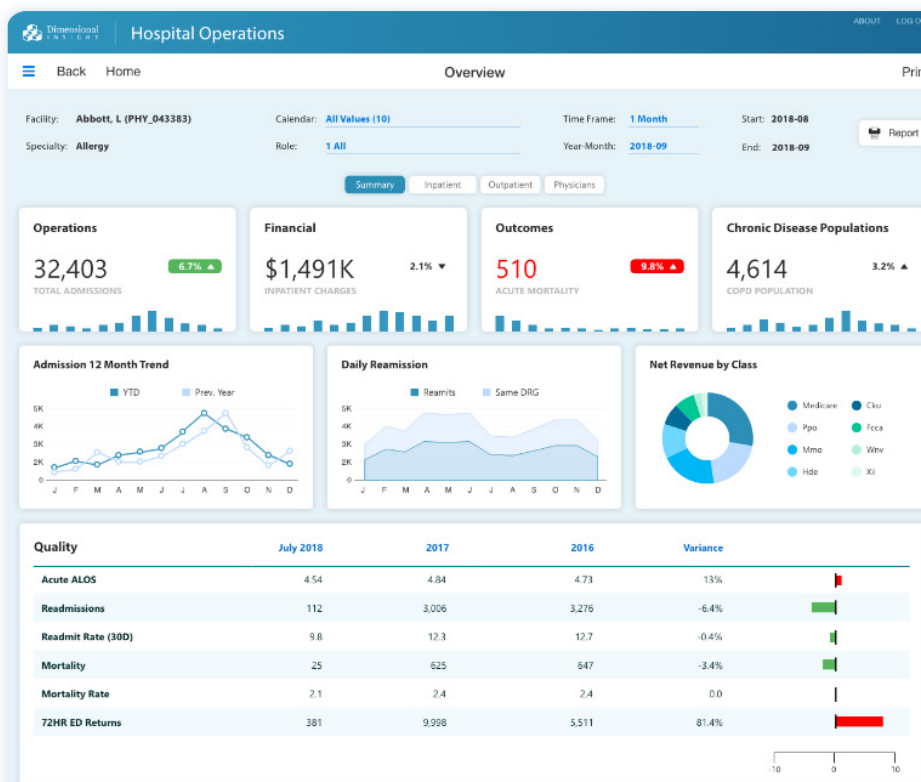 ABOUT LOG O
Dimensional
INSIGHT
Hospital Operations
Back Home Overview Prin
Facility: Abbott, L (PHY_043383) Calendar: All Values (10) Time Frame: 1 Month Start: 2018-08
Report
Specialty: Allergy Role: 1 All Year-Month: 2018-09 End: 2018-09
Summary Inpatient Outpatient Physicians
Operations Financial Outcomes Chronic Disease Populations
32,403 6.7% ▲ $1,491K 2.1% ▼ 510 9.8% ▲ 4,614 3.2% ▲
TOTAL ADMISSIONS INPATIENT CHARGES ACUTE MORTALITY COPD POPULATION
Admission 12 Month Trend
YTD Prev. Year
5K
4K
3K
2K
0
J F M A M J J A S O N D
Daily Reamission
Reamits Same DRG
5K
4K
3K
2K
0
J F M A M J J A S O N D
Net Revenue by Class
Medicare Cku
Ppo Fcca
Mmo Wnv
Hde Xi
Quality July 2018 2017 2016 Variance
Acute ALOS 4.54 4.84 4.73 13%
Readmissions 112 3,006 3,276 -6.4%
Readmit Rate (30D) 9.8 12.3 12.7 -0.4%
Mortality 25 625 647 -3.4%
Mortality Rate 2.1 2.4 2.4 0.0
72HR ED Returns 381 9,998 5,511 81.4%
-10 0 10